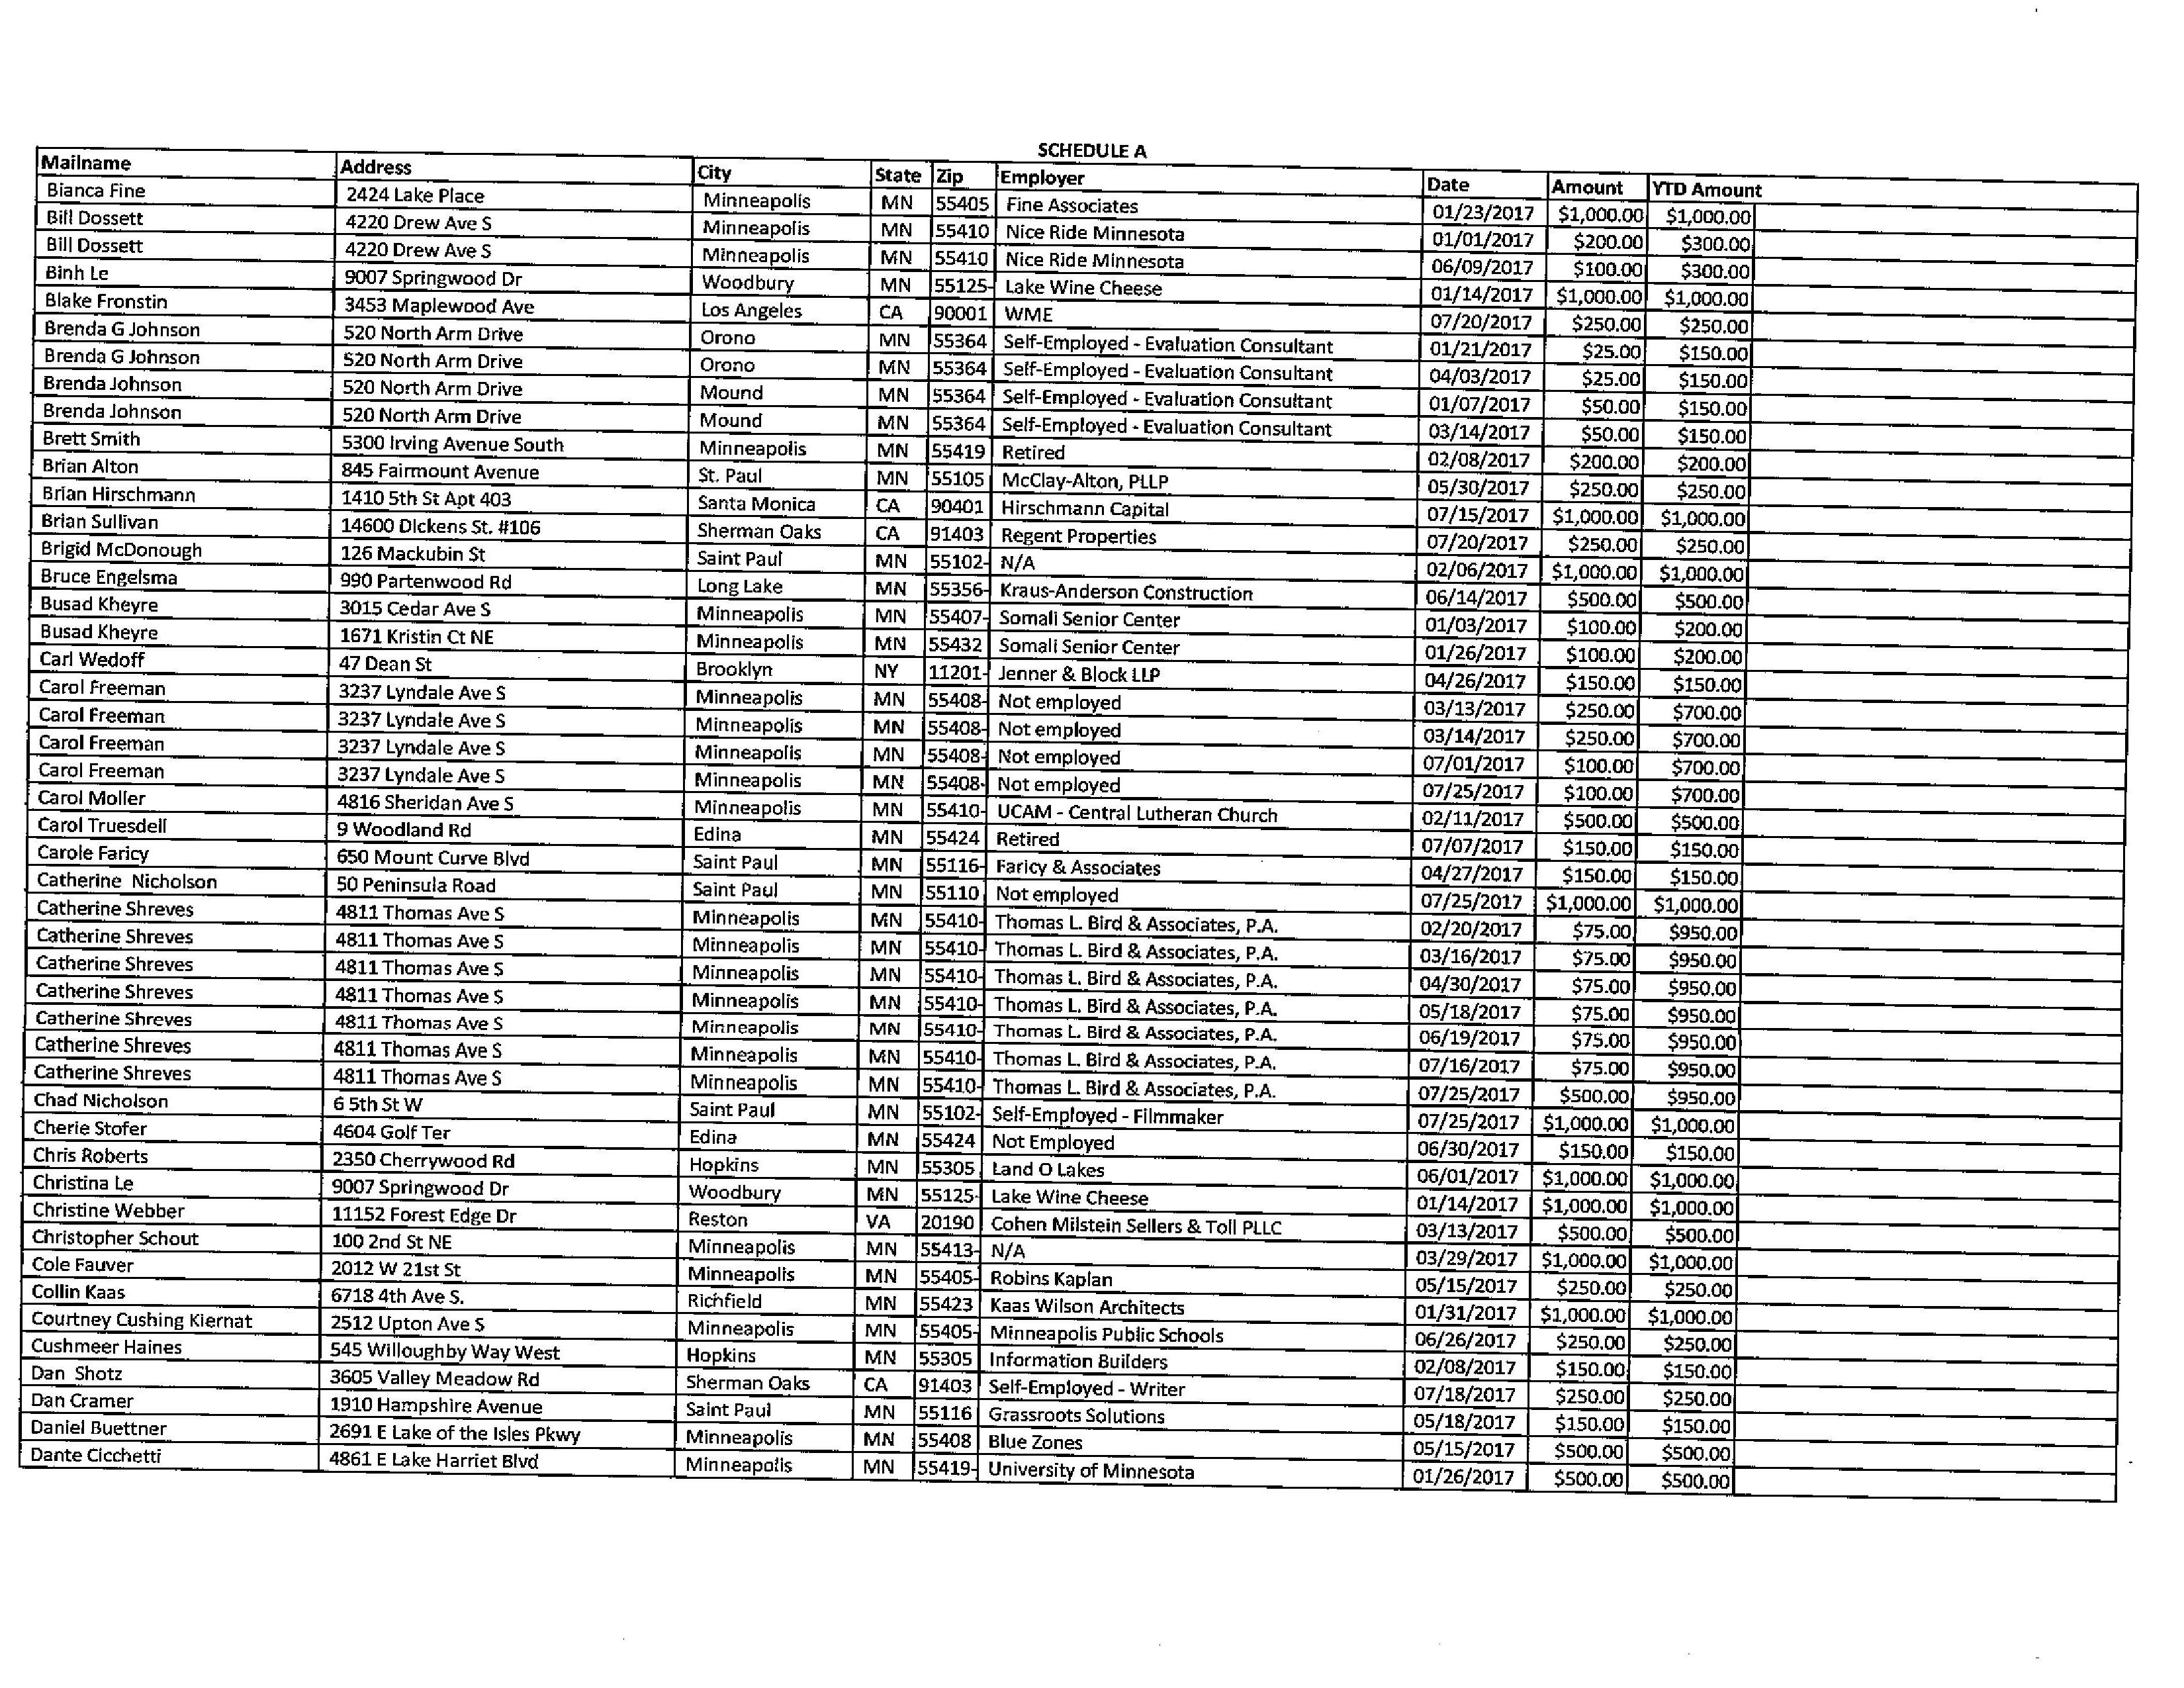 SCHEDULE A
Mailname Address City State Zip Employer Date Amount YTD Amount
Bianca Fine 2424 Lake Place Minneapolis MN 55405 Fine Associates 01/23/2017 $1,000.00 $1,000.00
Bill Dossett 4220 Drew Ave S Minneapolis MN 55410 Nice Ride Minnesota 01/01/2017 $200.00 $300.00
Bill Dossett 4220 Drew Ave S Minneapolis MN 55410 Nice Ride Minnesota 06/09/2017 $100.00 $300.00
Binh Le 9007 Springwood Dr Woodbury MN 55125- Lake Wine Cheese 01/14/2017 $1,000.00 $1,000.00
Blake Fronstin 3453 Maplewood Ave Los Angeles CA 90001 WME 07/20/2017 $250.00 $250.00
Brenda G Johnson 520 North Arm Drive Orono MN 55364 Self-Employed - Evaluation Consultant 01/21/2017 $25.00 $150.00
Brenda G Johnson 520 North Arm Drive Orono MN 55364 Self-Employed - Evaluation Consultant 04/03/2017 $25.00 $150.00
Brenda Johnson 520 North Arm Drive Mound MN 55364 Self-Employed - Evaluation Consultant 01/07/2017 $50.00 $150.00
Brenda Johnson 520 North Arm Drive Mound MN 55364 Self-Employed - Evaluation Consultant 03/14/2017 $50.00 $150.00
Brett Smith 5300 Irving Avenue South Minneapolis MN 55419 Retired 02/08/2017 $200.00 $200.00
Brian Alton 845 Fairmount Avenue St. Paul MN 55105 McClay-Alton, PLLP 05/30/2017 $250.00 $250.00
Brian Hirschmann 1410 5th St Apt 403 Santa Monica CA 90401 Hirschmann Capital 07/15/2017 $1,000.00 $1,000.00
Brian Sullivan 14600 Dickens St. #106 Sherman Oaks CA 91403 Regent Properties 07/20/2017 $250.00 $250.00
Brigid McDonough 126 Mackubin St Saint Paul MN 55102- N/A 02/06/2017 $1,000.00 $1,000.00
Bruce Engelsma 990 Partenwood Rd Long Lake MN 55356- Kraus-Anderson Construction 06/14/2017 $500.00 $500.00
Busad Kheyre 3015 Cedar Ave S Minneapolis MN 55407- Somali Senior Center 01/03/2017 $100.00 $200.00
Busad Kheyre 1671 Kristin Ct NE Minneapolis MN 55432 Somali Senior Center 01/26/2017 $100.00 $200.00
Carl Wedoff 47 Dean St Brooklyn NY 11201- Jenner & Block LLP 04/26/2017 $150.00 $150.00
Carol Freeman 3237 Lyndale Ave S Minneapolis MN 55408- Not employed 03/13/2017 $250.00 $700.00
Carol Freeman 3237 Lyndale Ave S Minneapolis MN 55408- Not employed 03/14/2017 $250.00 $700.00
Carol Freeman 3237 Lyndale Ave S Minneapolis MN 55408- Not employed 07/01/2017 $100.00 $700.00
Carol Freeman 3237 Lyndale Ave S Minneapolis MN 55408- Not employed 07/25/2017 $100.00 $700.00
Carol Moller 4816 Sheridan Ave S Minneapolis MN 55410- UCAM - Central Lutheran Church 02/11/2017 $500.00 $500.00
Carol Truesdell 9 Woodland Rd Edina MN 55424 Retired 07/07/2017 $150.00 $150.00
Carole Faricy 650 Mount Curve Blvd Saint Paul MN 55116- Faricy & Associates 04/27/2017 $150.00 $150.00
Catherine Nicholson 50 Peninsula Road Saint Paul MN 55110 Not employed 07/25/2017 $1,000.00 $1,000.00
Catherine Shreves 4811 Thomas Ave S Minneapolis MN 55410- Thomas L. Bird & Associates, P.A. 02/20/2017 $75.00 $950.00
Catherine Shreves 4811 Thomas Ave S Minneapolis MN 55410- Thomas L. Bird & Associates, P.A. 03/16/2017 $75.00 $950.00
Catherine Shreves 4811 Thomas Ave S Minneapolis MN 55410- Thomas L. Bird & Associates, P.A. 04/30/2017 $75.00 $950.00
Catherine Shreves 4811 Thomas Ave S Minneapolis MN 55410- Thomas L. Bird & Associates, P.A. 05/18/2017 $75.00 $950.00
Catherine Shreves 4811 Thomas Ave S Minneapolis MN 55410- Thomas L. Bird & Associates, P.A. 06/19/2017 $75.00 $950.00
Catherine Shreves 4811 Thomas Ave S Minneapolis MN 55410- Thomas L. Bird & Associates, P.A. 07/16/2017 $75.00 $950.00
Catherine Shreves 4811 Thomas Ave S Minneapolis MN 55410- Thomas L. Bird & Associates, P.A. 07/25/2017 $500.00 $950.00
Chad Nicholson 6 5th St W Saint Paul MN 55102- Self-Employed - Filmmaker 07/25/2017 $1,000.00 $1,000.00
Cherie Stofer 4604 Golf Ter Edina MN 55424 Not Employed 06/30/2017 $150.00 $150.00
Chris Roberts 2350 Cherrywood Rd Hopkins MN 55305 Land O Lakes 06/01/2017 $1,000.00 $1,000.00
Christina Le 9007 Springwood Dr Woodbury MN 55125- Lake Wine Cheese 01/14/2017 $1,000.00 $1,000.00
Christine Webber 11152 Forest Edge Dr Reston VA 20190 Cohen Milstein Sellers & Toll PLLC 03/13/2017 $500.00 $500.00
Christopher Schout 100 2nd St NE Minneapolis MN 55413- N/A 03/29/2017 $1,000.00 $1,000.00
Cole Fauver 2012 W 21st St Minneapolis MN 55405- Robins Kaplan 05/15/2017 $250.00 $250.00
Collin Kaas 6718 4th Ave S. Richfield MN 55423 Kaas Wilson Architects 01/31/2017 $1,000.00 $1,000.00
Courtney Cushing Kiernat 2512 Upton Ave S Minneapolis MN 55405- Minneapolis Public Schools 06/26/2017 $250.00 $250.00
Cushmeer Haines 545 Willoughby Way West Hopkins MN 55305 Information Builders 02/08/2017 $150.00 $150.00
Dan Shotz 3605 Valley Meadow Rd Sherman Oaks CA 91403 Self-Employed - Writer 07/18/2017 $250.00 $250.00
Dan Cramer 1910 Hampshire Avenue Saint Paul MN 55116 Grassroots Solutions 05/18/2017 $150.00 $150.00
Daniel Buettner 2691 E Lake of the Isles Pkwy Minneapolis MN 55408 Blue Zones 05/15/2017 $500.00 $500.00
Dante Cicchetti 4861 E Lake Harriet Blvd Minneapolis MN 55419- University of Minnesota 01/26/2017 $500.00 $500.00